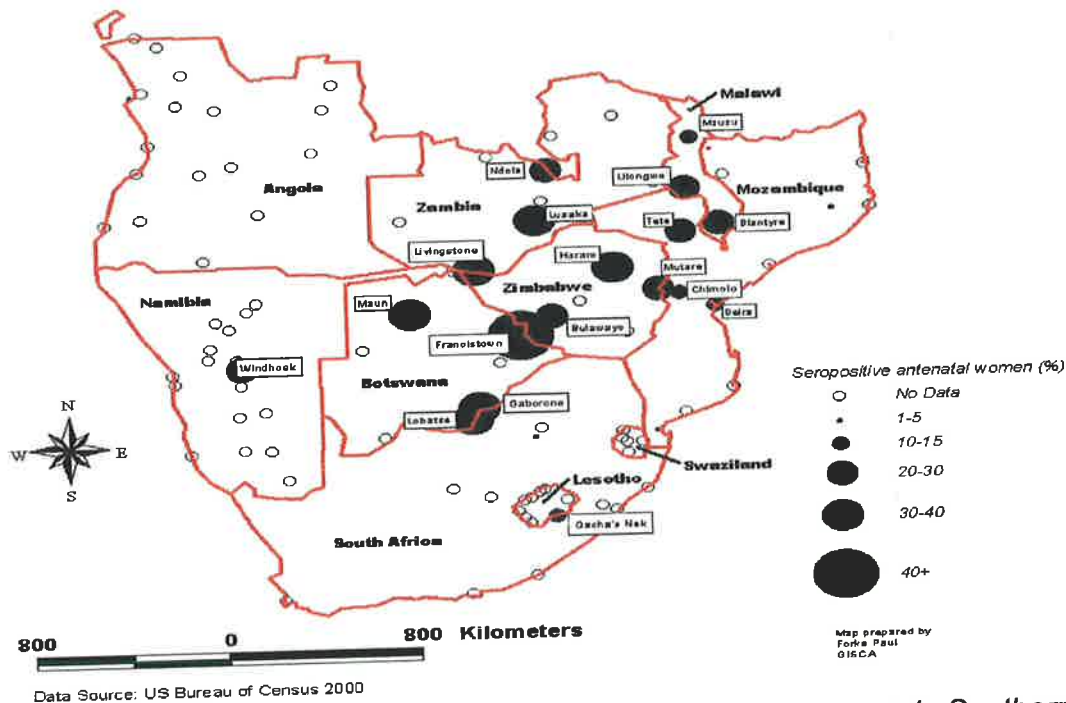 Malawi
Mzuzu
Ndola
Lilongwe
Mozambique
Angola
Zambia
Lusaka
Tete
Blantyre
Livingstone
Harare
Mutare
Namibia
Zimbabwe
Chimoio
Maun
Beira
Bulawayo
Francistown
Windhoek
Seropositive antenatal women (%)
Botswana
No Data
Gaborone
Lobatse
1-5
N
10-15
W E
Swaziland
20-30
S
Lesotho
30-40
Qacha's Nek
South Africa
40+
800 0 800 Kilometers
Map prepared by
Forka Paul
GISCA
Data Source: US Bureau of Census 2000